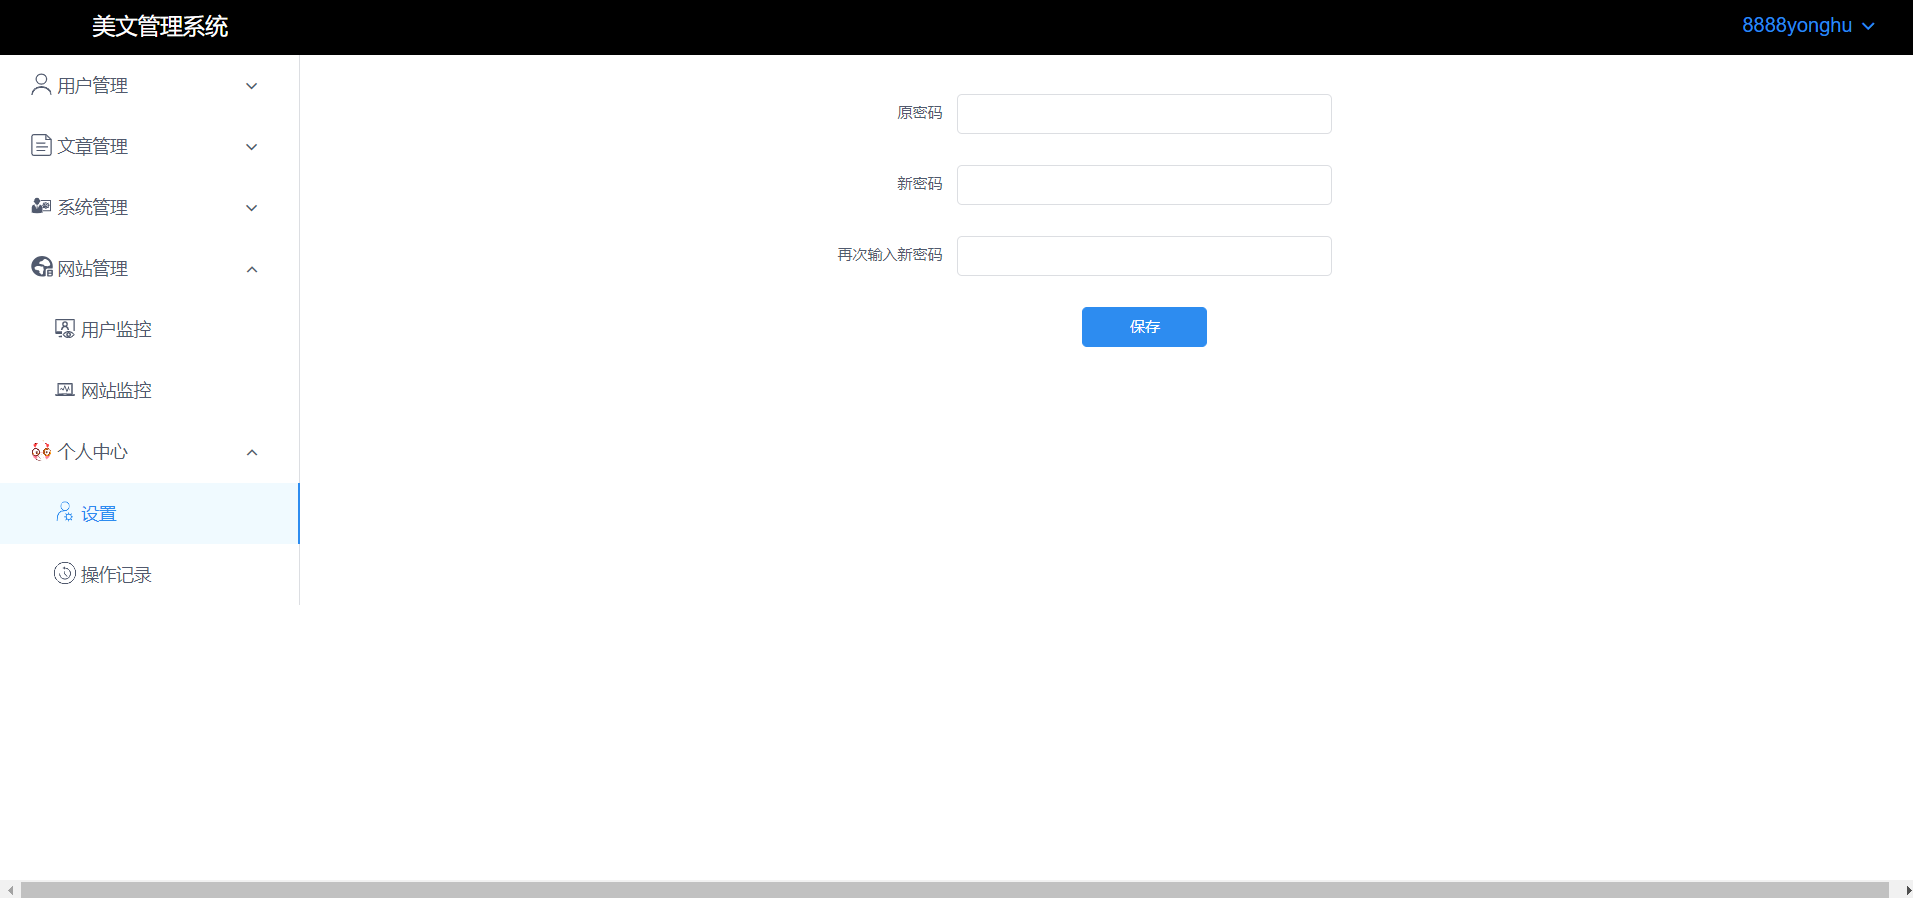 美文管理系统
8888yonghu
用户管理
文章管理
系统管理
网站管理
用户监控
网站监控
个人中心
设置
操作记录
原密码
新密码
再次输入新密码
保存